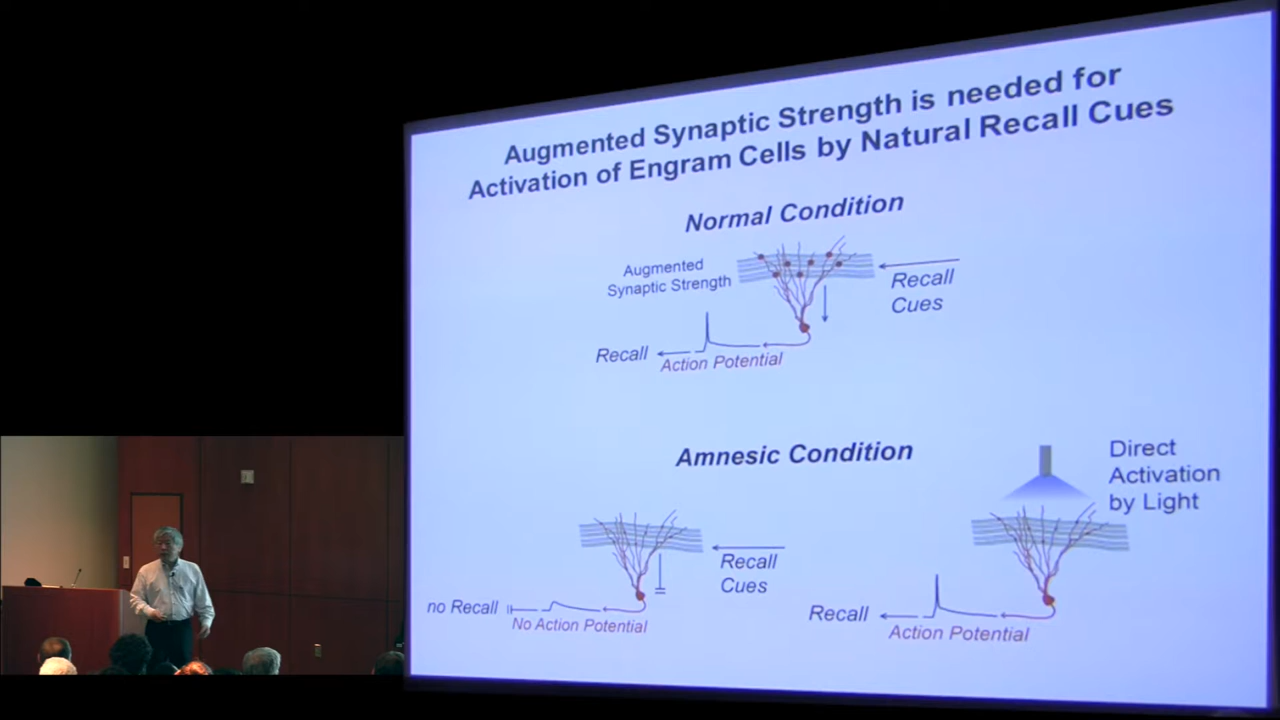 Augmented Synaptic Strength is needed for
Activation of Engram Cells by Natural Recall Cues
Normal Condition
Augmented
Synaptic Strength
Recall
Cues
Recall
Action Potential
Amnesic Condition
Direct
Activation
by Light
Recall
Cues
no Recall
No Action Potential
Recall
Action Potential